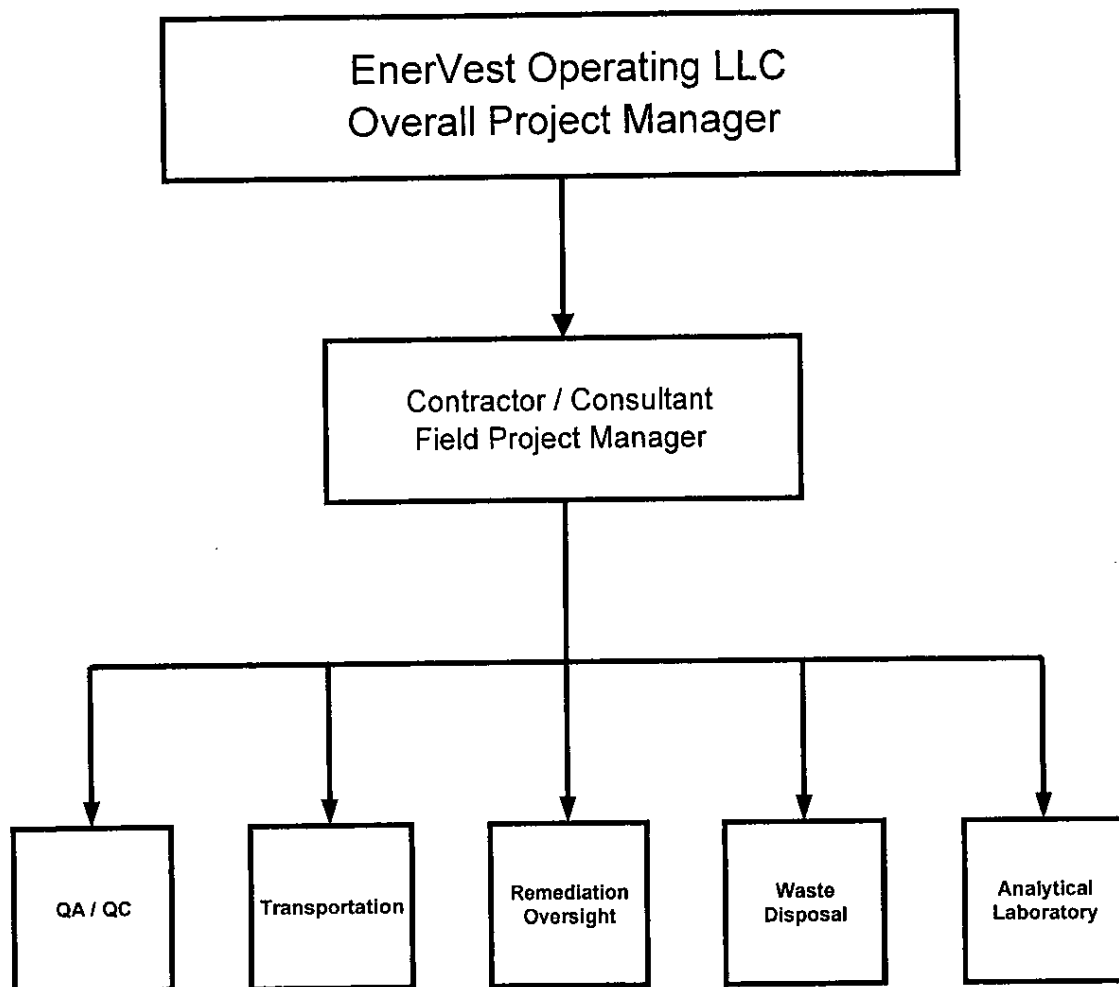 EnerVest Operating LLC
Overall Project Manager
Contractor / Consultant
Field Project Manager
QA / QC
Transportation
Remediation
Oversight
Waste
Disposal
Analytical
Laboratory